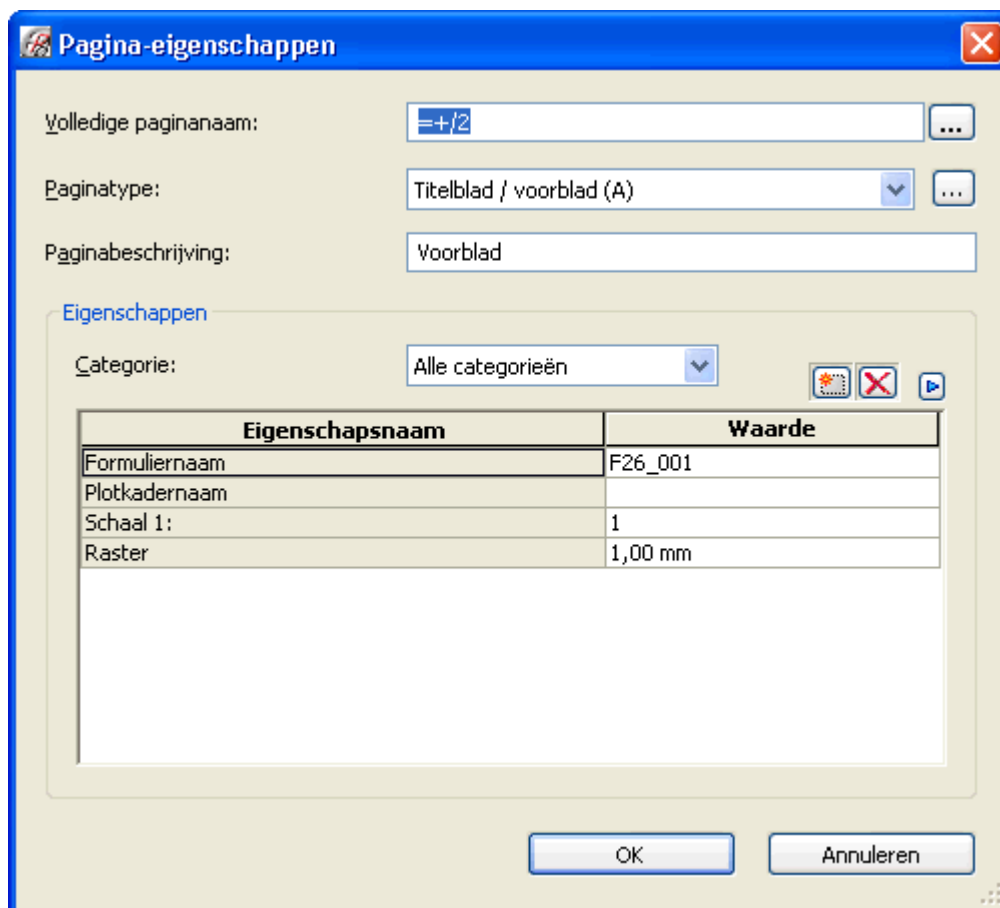 Pagina-eigenschappen
Volledige paginanaam: =+/2 ...
Paginatype: Titelblad / voorblad (A) ...
Paginabeschrijving: Voorblad
Eigenschappen
Categorie: Alle categorieën
Eigenschapsnaam Waarde
Formuliernaam F26_001
Plotkadernaam
Schaal 1: 1
Raster 1,00 mm
OK Annuleren